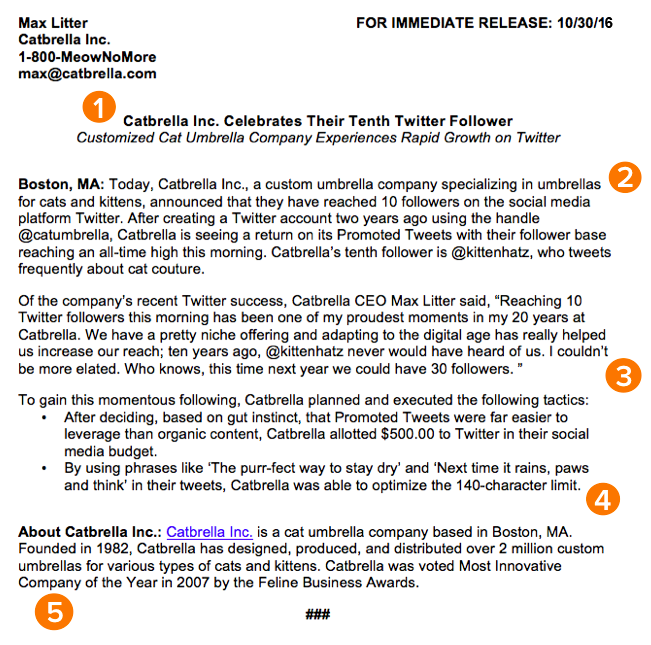 Max Litter FOR IMMEDIATE RELEASE: 10/30/16
Catbrella Inc.
1-800-MeowNoMore
max@catbrella.com
1
Catbrella Inc. Celebrates Their Tenth Twitter Follower
Customized Cat Umbrella Company Experiences Rapid Growth on Twitter
2
Boston, MA: Today, Catbrella Inc., a custom umbrella company specializing in umbrellas
for cats and kittens, announced that they have reached 10 followers on the social media
platform Twitter. After creating a Twitter account two years ago using the handle
@catumbrella, Catbrella is seeing a return on its Promoted Tweets with their follower base
reaching an all-time high this morning. Catbrella's tenth follower is @kittenhatz, who tweets
frequently about cat couture.
Of the company's recent Twitter success, Catbrella CEO Max Litter said, “Reaching 10
Twitter followers this morning has been one of my proudest moments in my 20 years at
Catbrella. We have a pretty niche offering and adapting to the digital age has really helped
us increase our reach; ten years ago, @kittenhatz never would have heard of us. I couldn't
be more elated. Who knows, this time next year we could have 30 followers. ”
3
To gain this momentous following, Catbrella planned and executed the following tactics:
• After deciding, based on gut instinct, that Promoted Tweets were far easier to
leverage than organic content, Catbrella allotted $500.00 to Twitter in their social
media budget.
• By using phrases like ‘The purr-fect way to stay dry’ and ‘Next time it rains, paws
and think’ in their tweets, Catbrella was able to optimize the 140-character limit.
4
About Catbrella Inc.: Catbrella Inc. is a cat umbrella company based in Boston, MA.
Founded in 1982, Catbrella has designed, produced, and distributed over 2 million custom
umbrellas for various types of cats and kittens. Catbrella was voted Most Innovative
Company of the Year in 2007 by the Feline Business Awards.
5
###